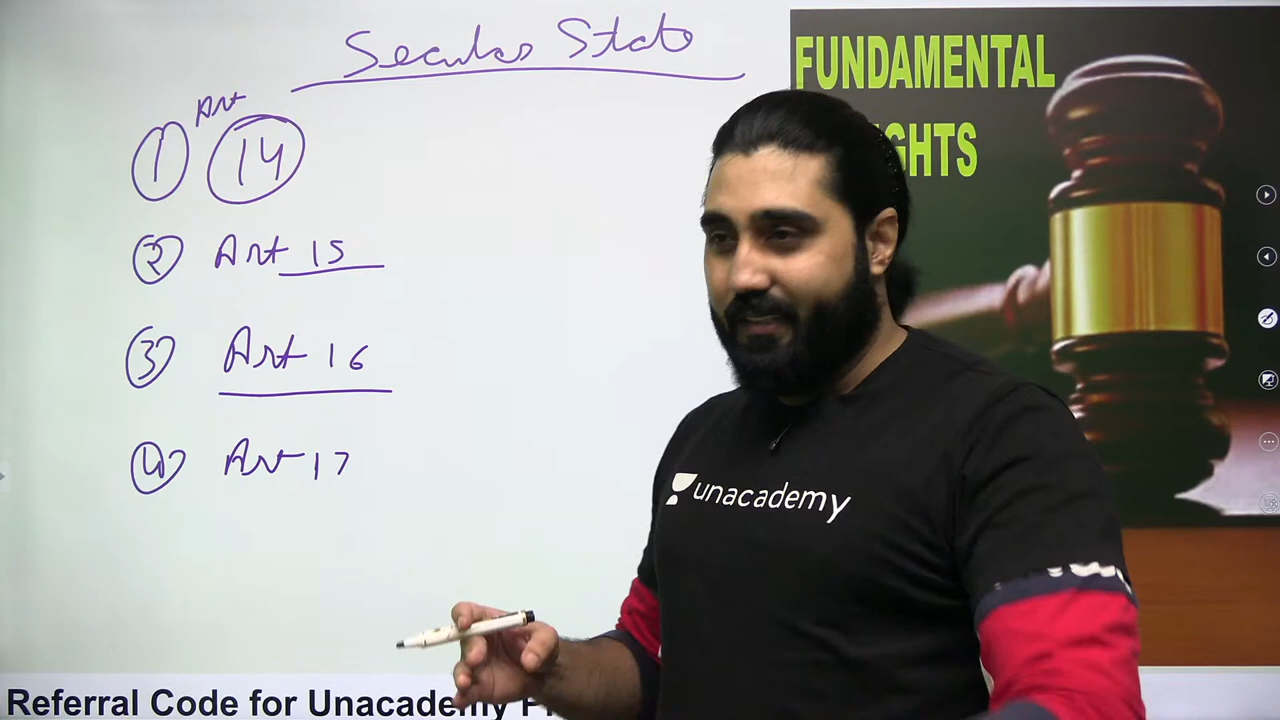 Secular State
Art
1 14
2 Art 15
3 Art 16
4 Art 17
FUNDAMENTAL
GHTS
unacademy
Referral Code for Unacademy